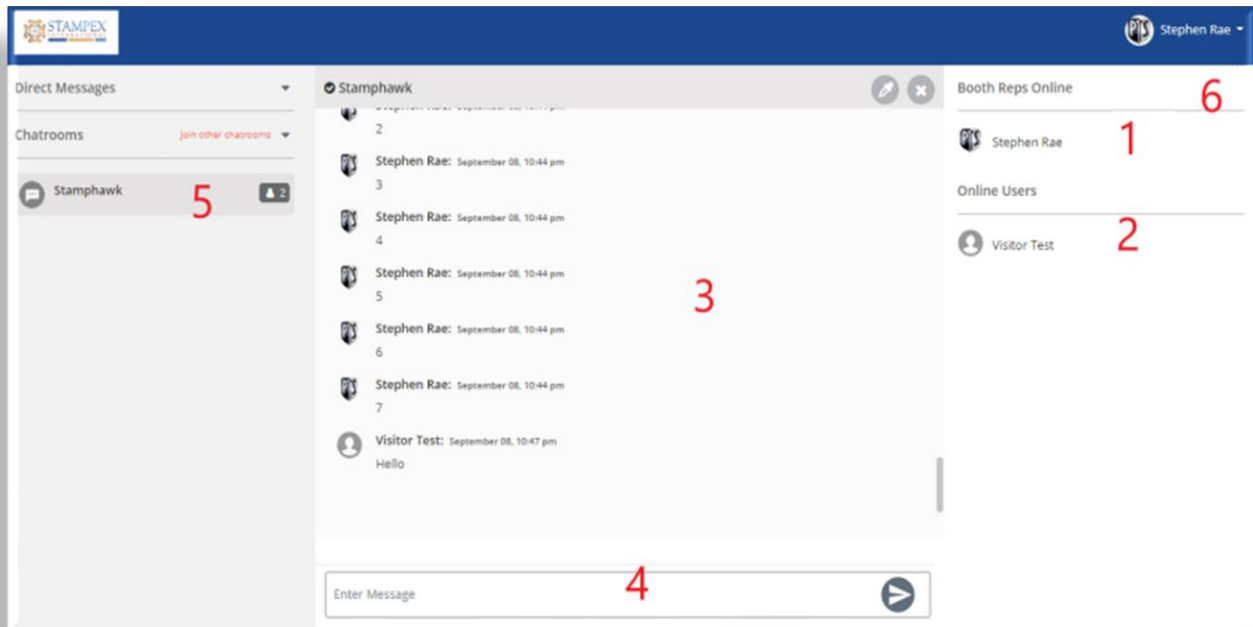 STAMPEX
INTERNATIONAL
Stephen Rae
Direct Messages
Chatrooms Join other chatrooms
Stamphawk 2
5
Stamphawk
2
Stephen Rae: September 08, 10:44 pm
3
Stephen Rae: September 08, 10:44 pm
4
Stephen Rae: September 08, 10:44 pm
5
Stephen Rae: September 08, 10:44 pm
6
Stephen Rae: September 08, 10:44 pm
7
Visitor Test: September 08, 10:47 pm
Hello
3
Enter Message
4
Booth Reps Online
6
Stephen Rae
1
Online Users
2
Visitor Test